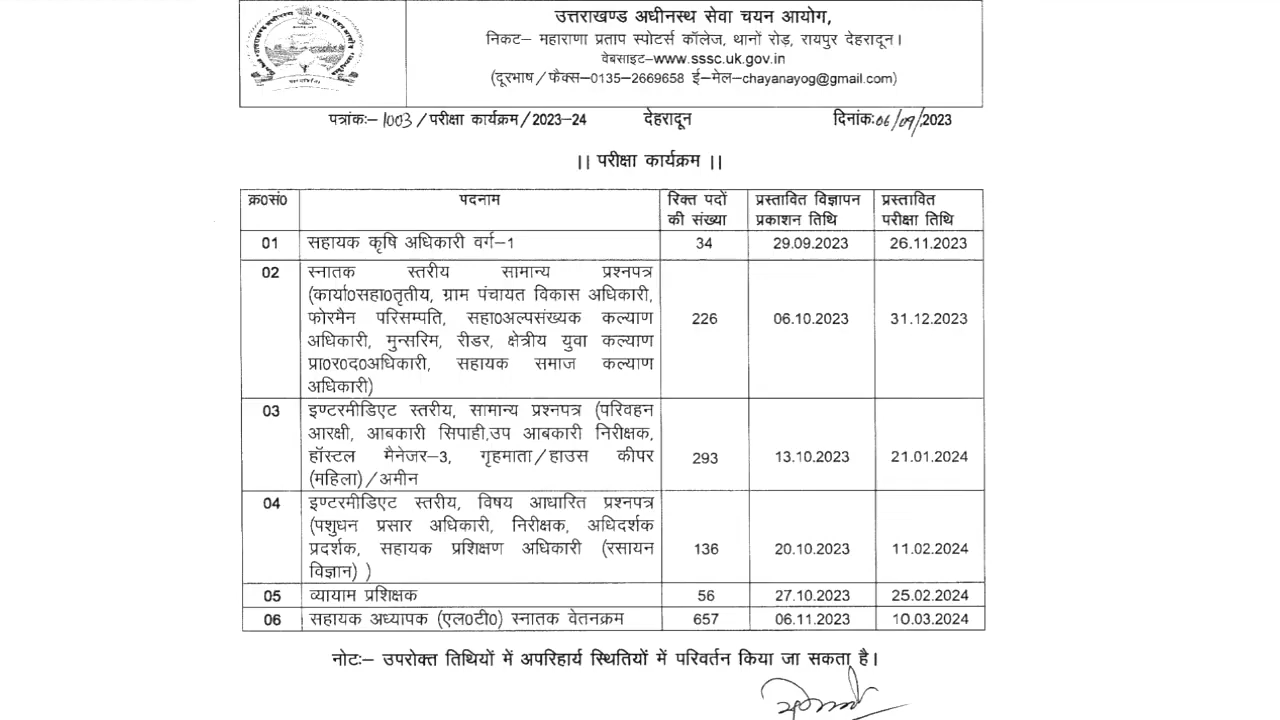 उत्तराखण्ड अधीनस्थ सेवा चयन आयोग,
निकट– महाराणा प्रताप स्पोटर्स कॉलेज, थानों रोड़, रायपुर देहरादून।
वेबसाइट–www.sssc.uk.gov.in
(दूरभाष/फैक्स–0135–2669658 ई–मेल–chayanayog@gmail.com)
पत्रांकः– 1003/परीक्षा कार्यक्रम/2023–24 देहरादून दिनांक:06/09/2023
|| परीक्षा कार्यक्रम ||
क्र0सं0 पदनाम रिक्त पदों प्रस्तावित विज्ञापन प्रस्तावित
की संख्या प्रकाशन तिथि परीक्षा तिथि
01 सहायक कृषि अधिकारी वर्ग–1 34 29.09.2023 26.11.2023
02 स्नातक स्तरीय सामान्य प्रश्नपत्र
(कार्या0सहा0तृतीय, ग्राम पंचायत विकास अधिकारी,
फोरमैन परिसम्पति, सहा0अल्पसंख्यक कल्याण 226 06.10.2023 31.12.2023
अधिकारी, मुन्सरिम, रीडर, क्षेत्रीय युवा कल्याण
प्रा0र0द0अधिकारी, सहायक समाज कल्याण
अधिकारी)
03 इण्टरमीडिएट स्तरीय, सामान्य प्रश्नपत्र (परिवहन
आरक्षी, आबकारी सिपाही,उप आबकारी निरीक्षक,
हॉस्टल मैनेजर–3, गृहमाता/हाउस कीपर 293 13.10.2023 21.01.2024
(महिला)/अमीन
04 इण्टरमीडिएट स्तरीय, विषय आधारित प्रश्नपत्र
(पशुधन प्रसार अधिकारी, निरीक्षक, अधिदर्शक
प्रदर्शक, सहायक प्रशिक्षण अधिकारी (रसायन 136 20.10.2023 11.02.2024
विज्ञान) )
05 व्यायाम प्रशिक्षक 56 27.10.2023 25.02.2024
06 सहायक अध्यापक (एल0टी0) स्नातक वेतनक्रम 657 06.11.2023 10.03.2024
नोटः– उपरोक्त तिथियों में अपरिहार्य स्थितियों में परिवर्तन किया जा सकता है।